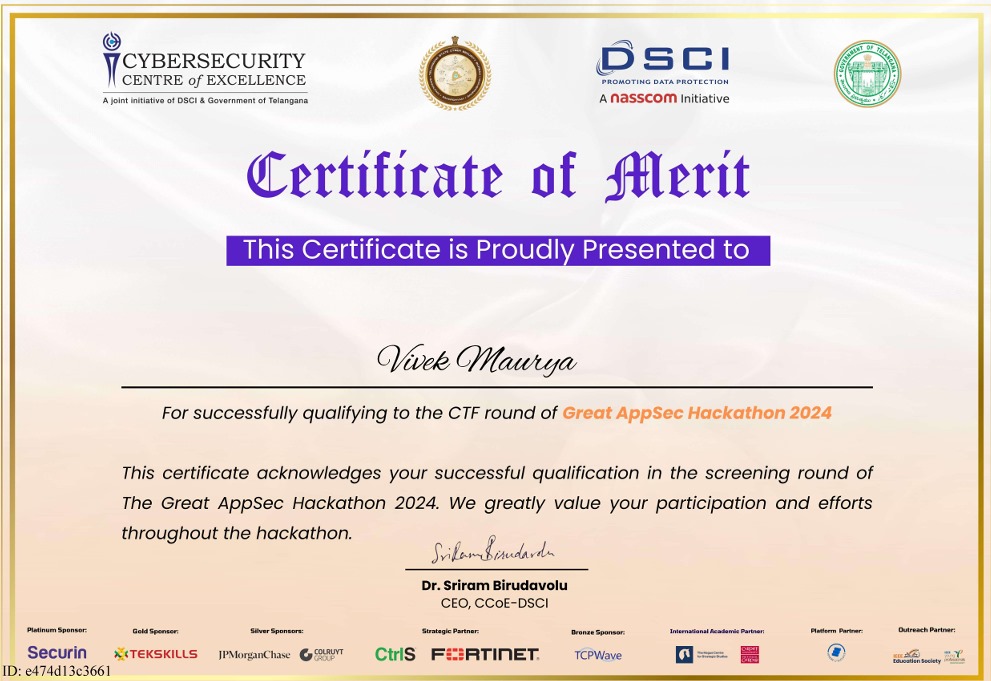 CYBERSECURITY
CENTRE of EXCELLENCE
A joint initiative of DSCI & Government of Telangana
DSCI
PROMOTING DATA PROTECTION
A nasscom Initiative
GOVERNMENT OF TELANGANA
Certificate of Merit
This Certificate is Proudly Presented to
Vivek Maurya
For successfully qualifying to the CTF round of Great AppSec Hackathon 2024
This certificate acknowledges your successful qualification in the screening round of
The Great AppSec Hackathon 2024. We greatly value your participation and efforts
throughout the hackathon.
Sriram Birudavolu
Dr. Sriram Birudavolu
CEO, CCoE-DSCI
Platinum Sponsor: Gold Sponsor: Silver Sponsors: Strategic Partner: Bronze Sponsor: International Academic Partner: Platform Partner: Outreach Partner:
Securin TEKSKILLS JPMorganChase COLRUYT GROUP CtrlS FORTINET TCPWave Education Society
ID: e474d13c3661